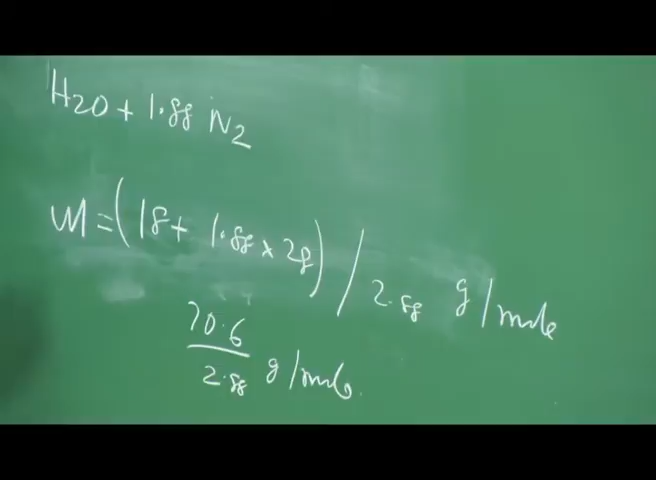 H2O + 1.88 N2
M = (18 + 1.88 x 28) / 2.88 g/mole
70.6
2.88 g/mole.